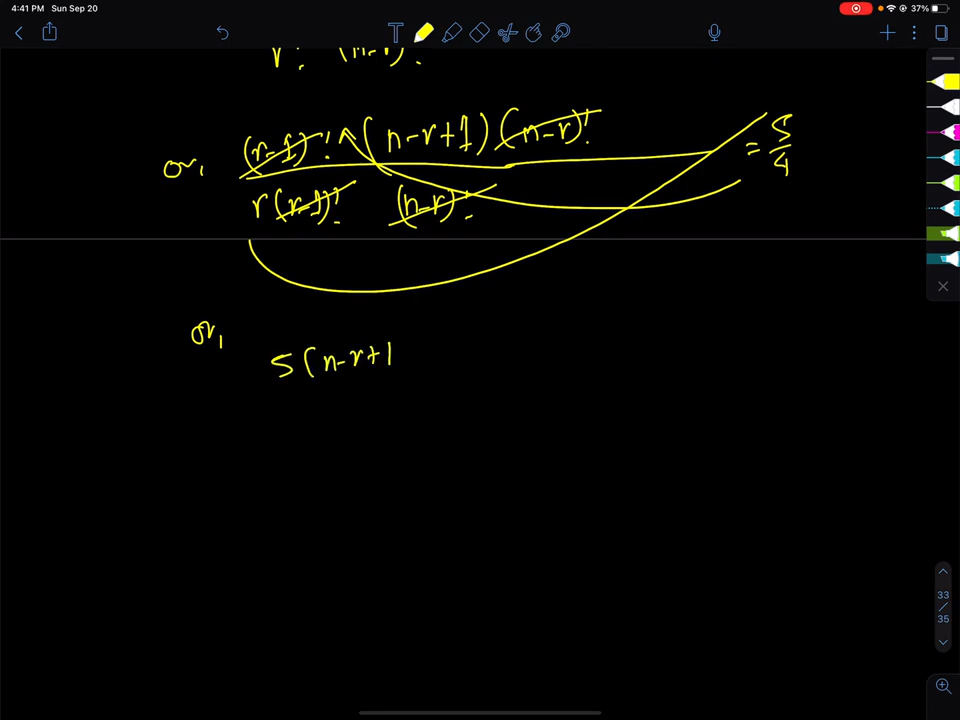 4:41 PM Sun Sep 20
37%
r! (n-r)!
or, (r-1)! (n-r+1) (n-r)! = 5
r(r-1)! (n-r)! 4
or,
5(n-r+1
33
/
35